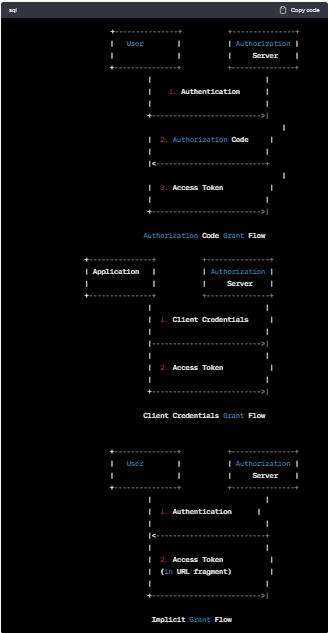 sql Copy code
+---------------+ +---------------+
| User | | Authorization |
| | | Server |
+---------------+ +---------------+
| |
| 1. Authentication |
| |
+-------------------------->|
|
| 2. Authorization Code |
| |
|<--------------------------+
|
| 3. Access Token |
| |
+-------------------------->|
Authorization Code Grant Flow
+---------------+ +---------------+
| Application | | Authorization |
| | | Server |
+---------------+ +---------------+
| |
| 1. Client Credentials |
| |
|-------------------------->|
| |
| 2. Access Token |
| |
+-------------------------->|
Client Credentials Grant Flow
+---------------+ +---------------+
| User | | Authorization |
| | | Server |
+---------------+ +---------------+
| |
| 1. Authentication |
| |
|<--------------------------+
| |
| 2. Access Token |
| (in URL fragment) |
| |
+-------------------------->|
Implicit Grant Flow